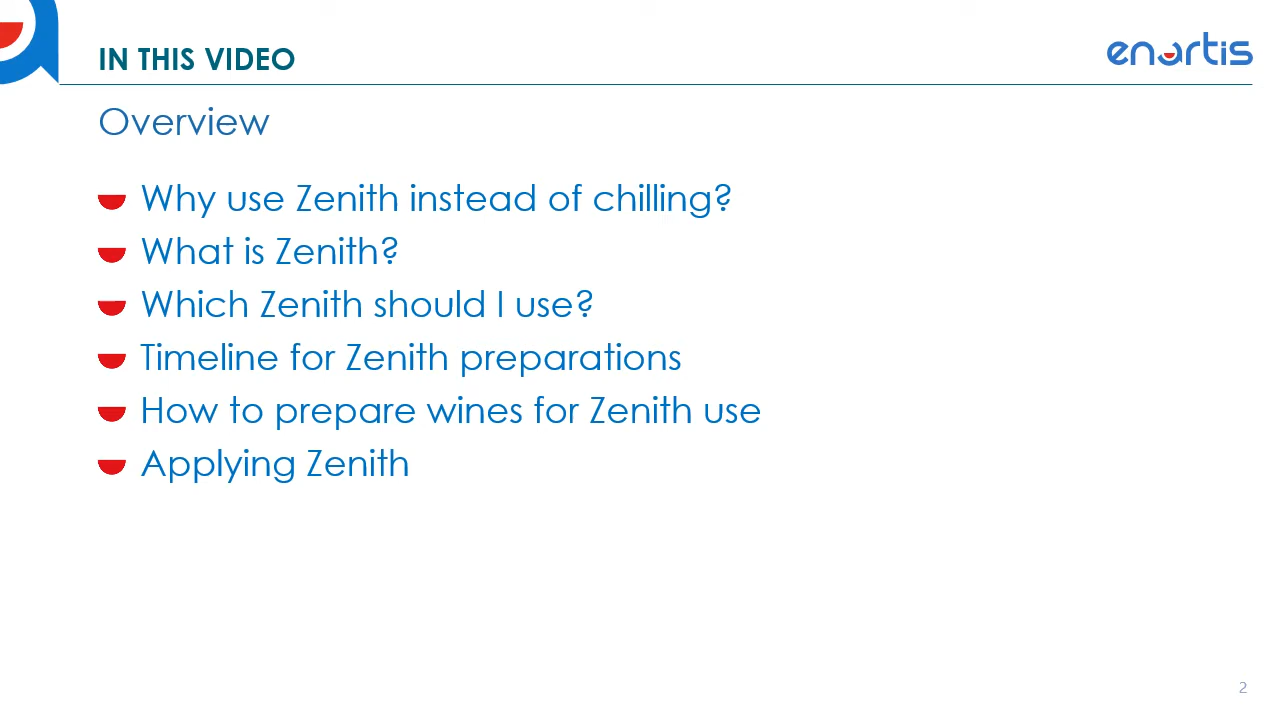 IN THIS VIDEO
enartis
Overview
Why use Zenith instead of chilling?
What is Zenith?
Which Zenith should I use?
Timeline for Zenith preparations
How to prepare wines for Zenith use
Applying Zenith
2